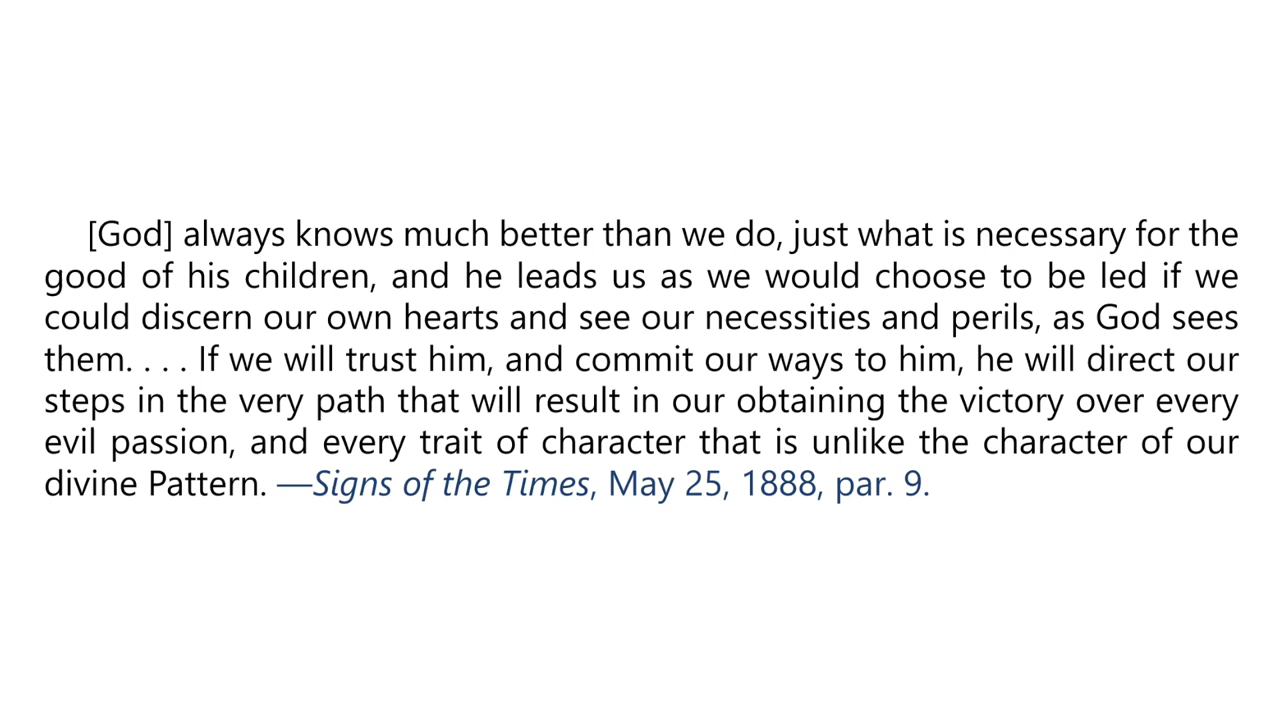 [God] always knows much better than we do, just what is necessary for the
good of his children, and he leads us as we would choose to be led if we
could discern our own hearts and see our necessities and perils, as God sees
them. . . . If we will trust him, and commit our ways to him, he will direct our
steps in the very path that will result in our obtaining the victory over every
evil passion, and every trait of character that is unlike the character of our
divine Pattern. —Signs of the Times, May 25, 1888, par. 9.